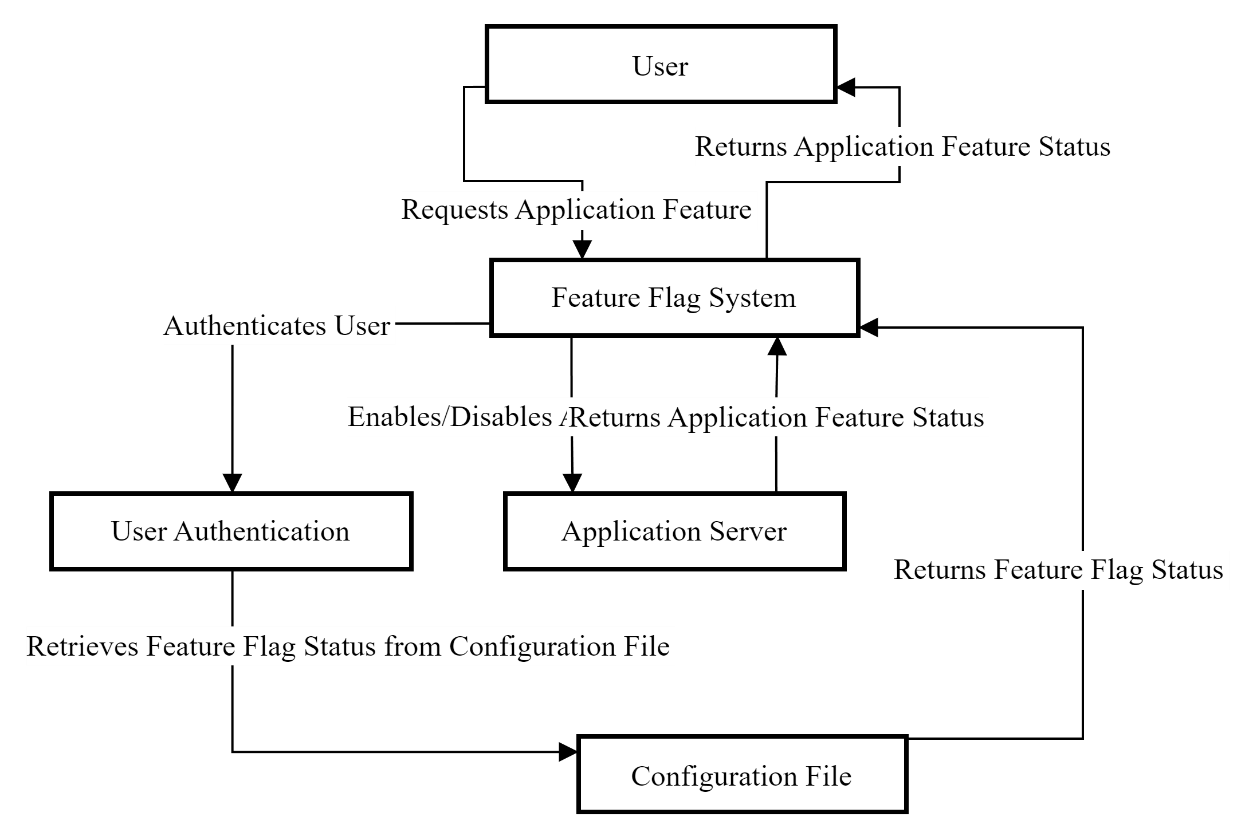 User
Returns Application Feature Status
Requests Application Feature
Feature Flag System
Authenticates User
Enables/Disables
Returns Application Feature Status
User Authentication
Application Server
Returns Feature Flag Status
Retrieves Feature Flag Status from Configuration File
Configuration File